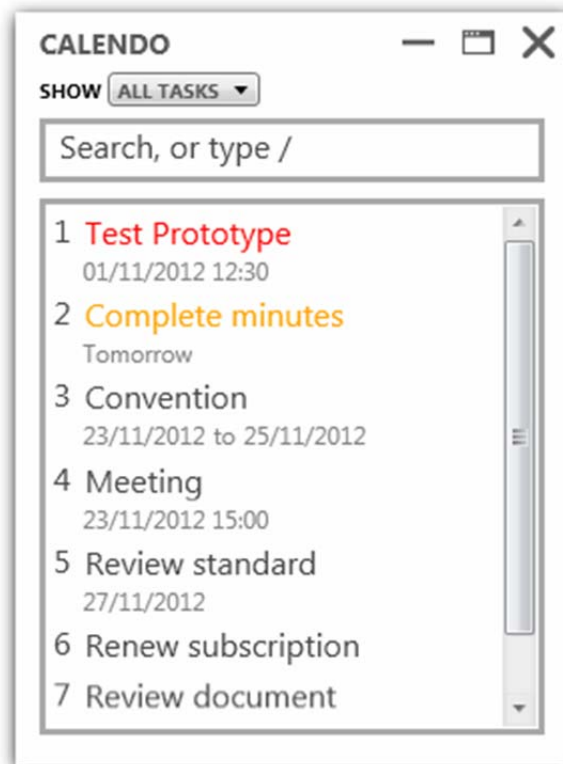 CALENDO
SHOW ALL TASKS
Search, or type /
1 Test Prototype
01/11/2012 12:30
2 Complete minutes
Tomorrow
3 Convention
23/11/2012 to 25/11/2012
4 Meeting
23/11/2012 15:00
5 Review standard
27/11/2012
6 Renew subscription
7 Review document